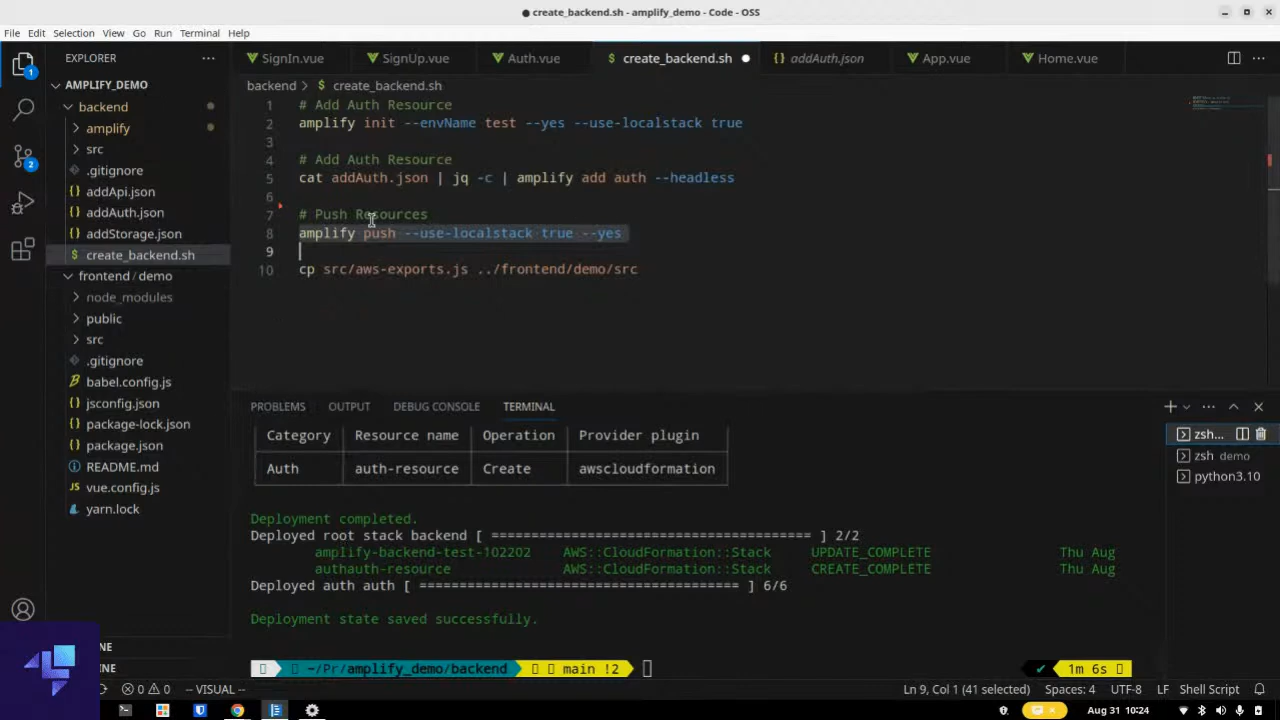 create_backend.sh - amplify_demo - Code - OSS
File Edit Selection View Go Run Terminal Help
EXPLORER
SignIn.vue
SignUp.vue
Auth.vue
create_backend.sh
addAuth.json
App.vue
Home.vue
AMPLIFY_DEMO
backend
amplify
src
.gitignore
addApi.json
addAuth.json
addStorage.json
create_backend.sh
frontend / demo
node_modules
public
src
.gitignore
babel.config.js
jsconfig.json
package-lock.json
package.json
README.md
vue.config.js
yarn.lock
backend > $ create_backend.sh
1 # Add Auth Resource
2 amplify init --envName test --yes --use-localstack true
3
4 # Add Auth Resource
5 cat addAuth.json | jq -c | amplify add auth --headless
6
7 # Push Resources
8 amplify push --use-localstack true --yes
9
10 cp src/aws-exports.js ../frontend/demo/src
PROBLEMS OUTPUT DEBUG CONSOLE TERMINAL
zsh...
zsh demo
python3.10
Category Resource name Operation Provider plugin
Auth auth-resource Create awscloudformation
Deployment completed.
Deployed root stack backend [ ======================================= ] 2/2
amplify-backend-test-102202 AWS::CloudFormation::Stack UPDATE_COMPLETE Thu Aug
authauth-resource AWS::CloudFormation::Stack CREATE_COMPLETE Thu Aug
Deployed auth auth [ ======================================= ] 6/6
Deployment state saved successfully.
~/Pr/amplify_demo/backend main !2 ✔ 1m 6s
NE
NE
0 0 -- VISUAL -- Ln 9, Col 1 (41 selected) Spaces: 4 UTF-8 LF Shell Script
Aug 31 10:24